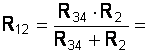 R₁₂ = (R₃₄ · R₂) / (R₃₄ + R₂) =